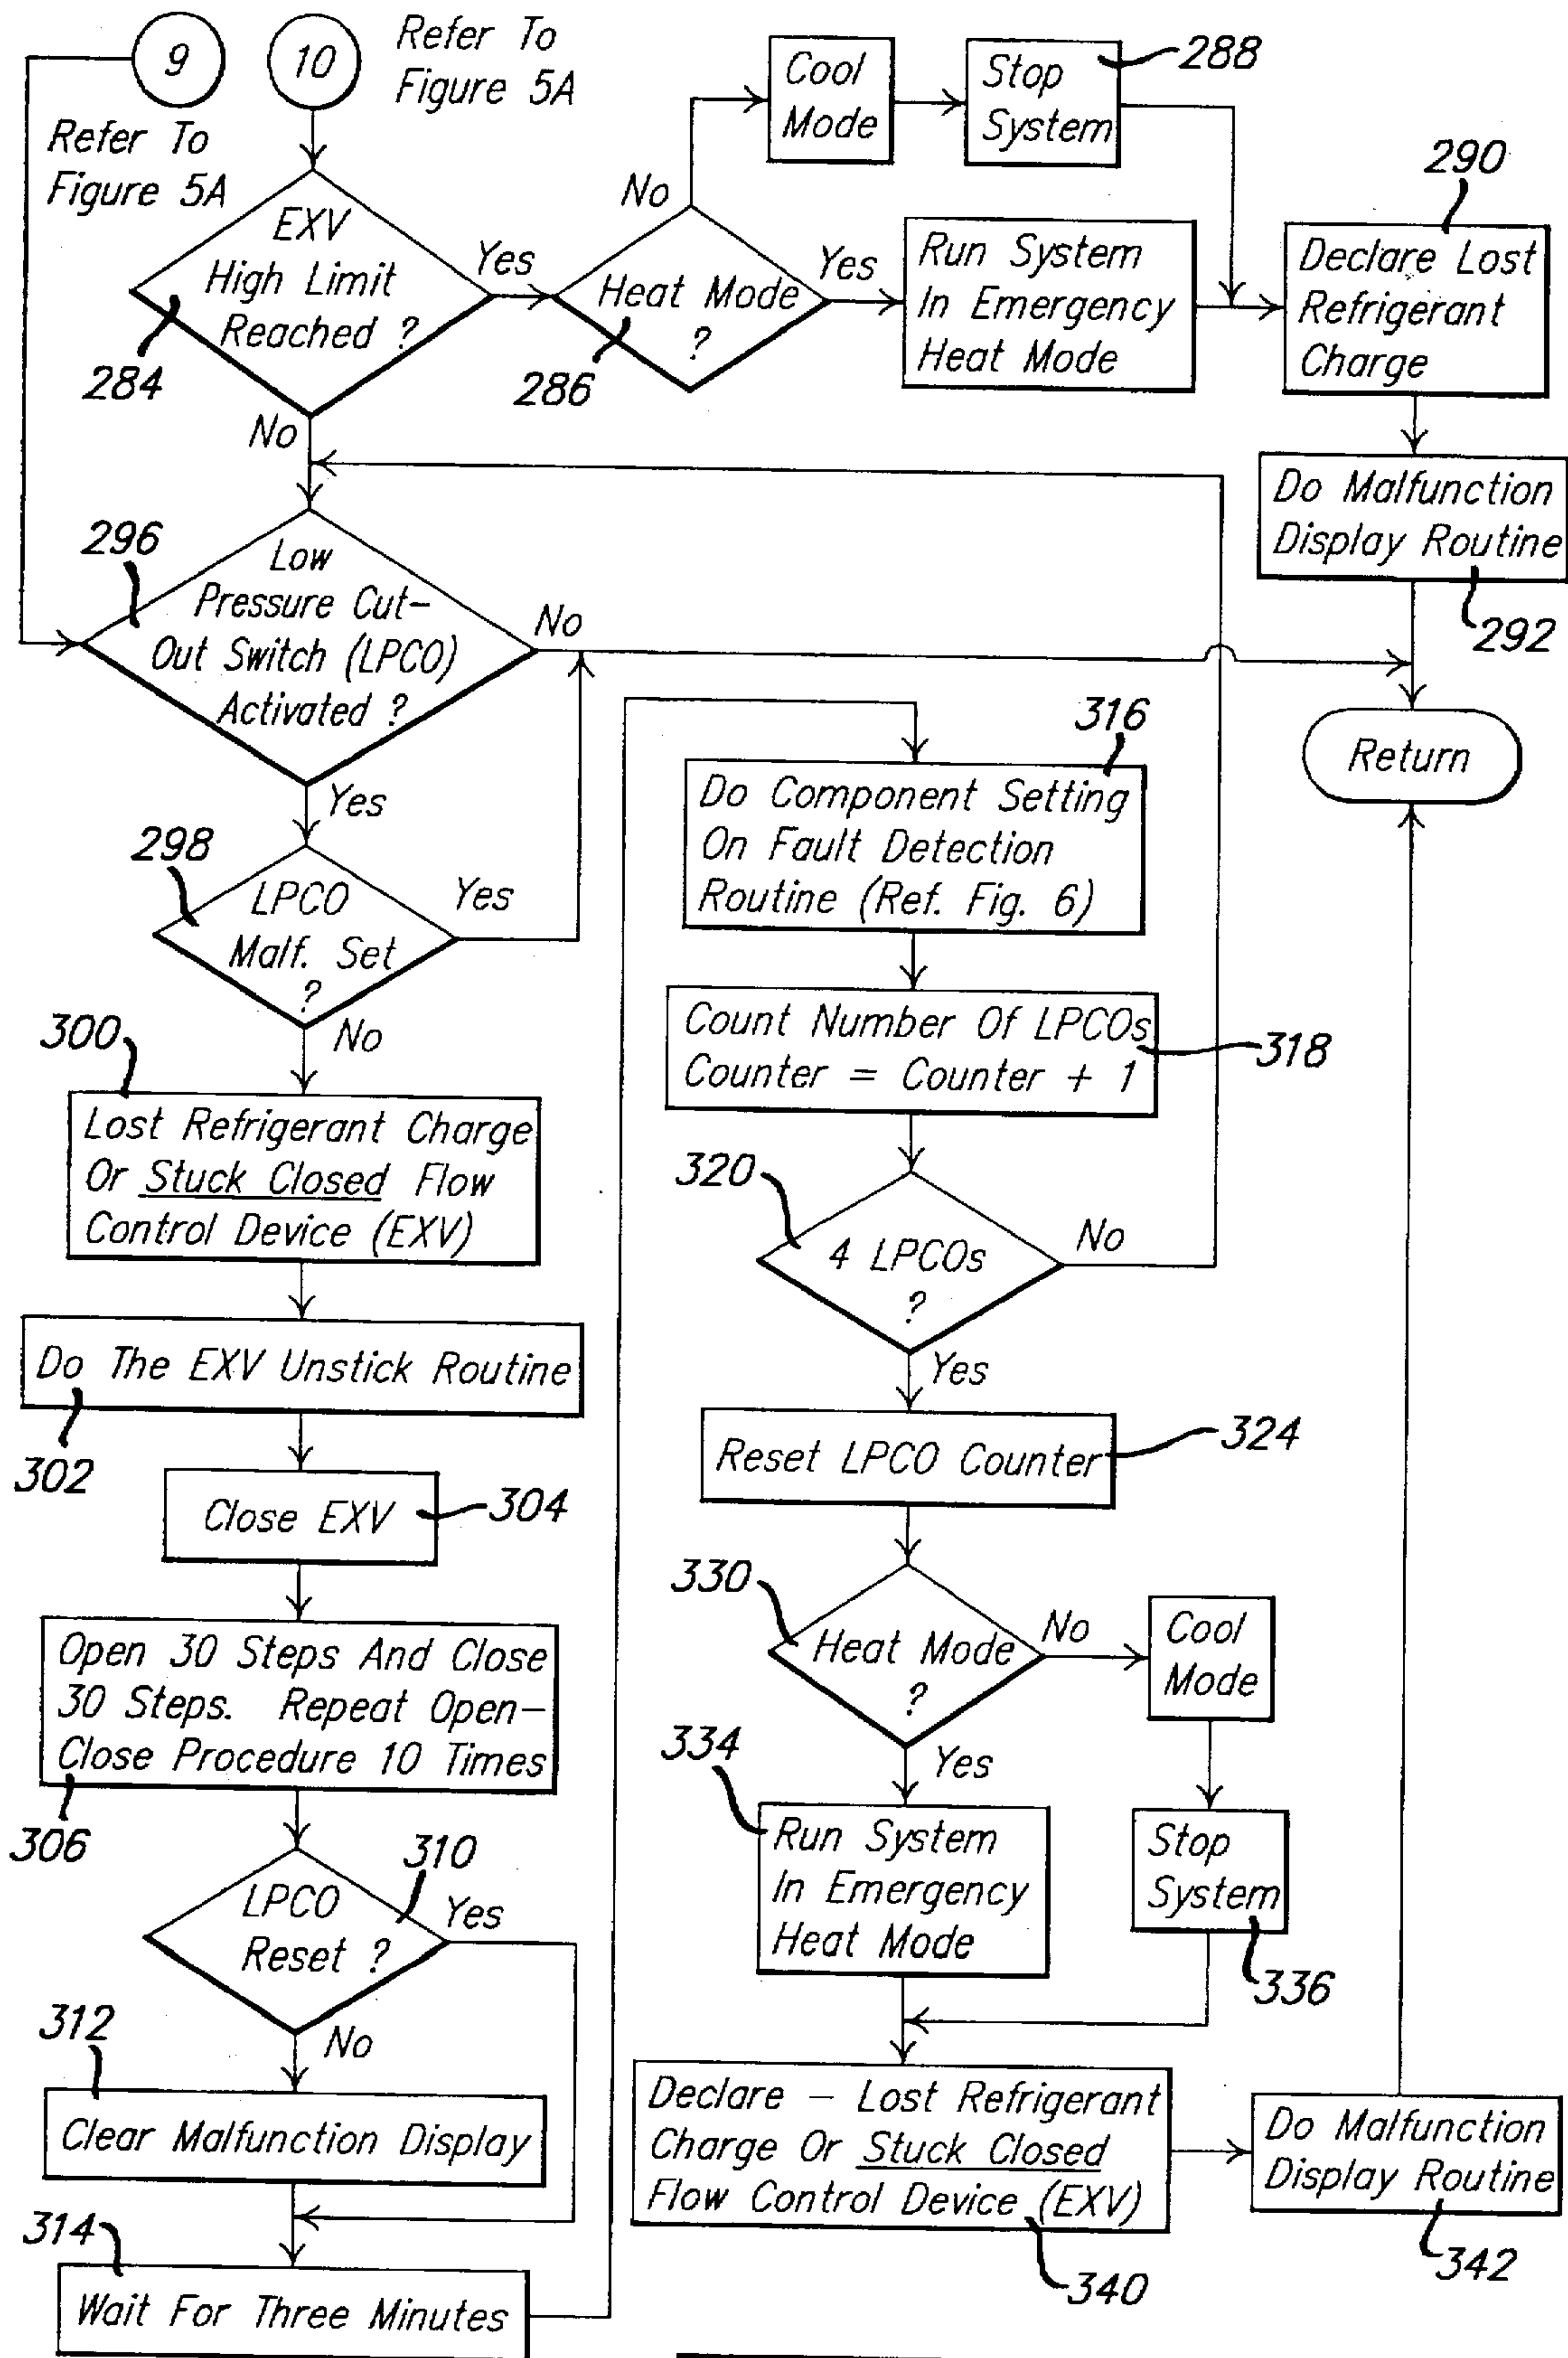 9
10
Refer To
Figure 5A
Refer To
Figure 5A
EXV
High Limit
Reached ?
284
Yes
No
Heat Mode
?
286
No
Yes
Cool
Mode
Stop
System
288
Run System
In Emergency
Heat Mode
290
Declare Lost
Refrigerant
Charge
Do Malfunction
Display Routine
292
Return
296
Low
Pressure Cut-
Out Switch (LPCO)
Activated ?
No
Yes
298
LPCO
Malf. Set
?
Yes
No
300
Lost Refrigerant Charge
Or Stuck Closed Flow
Control Device (EXV)
Do The EXV Unstick Routine
302
Close EXV
304
Open 30 Steps And Close
30 Steps. Repeat Open-
Close Procedure 10 Times
306
310
LPCO
Reset ?
Yes
No
312
Clear Malfunction Display
314
Wait For Three Minutes
316
Do Component Setting
On Fault Detection
Routine (Ref. Fig. 6)
Count Number Of LPCOs
Counter = Counter + 1
318
320
4 LPCOs
?
No
Yes
Reset LPCO Counter
324
330
Heat Mode
?
No
Yes
Cool
Mode
334
Run System
In Emergency
Heat Mode
Stop
System
336
Declare - Lost Refrigerant
Charge Or Stuck Closed
Flow Control Device (EXV)
340
Do Malfunction
Display Routine
342